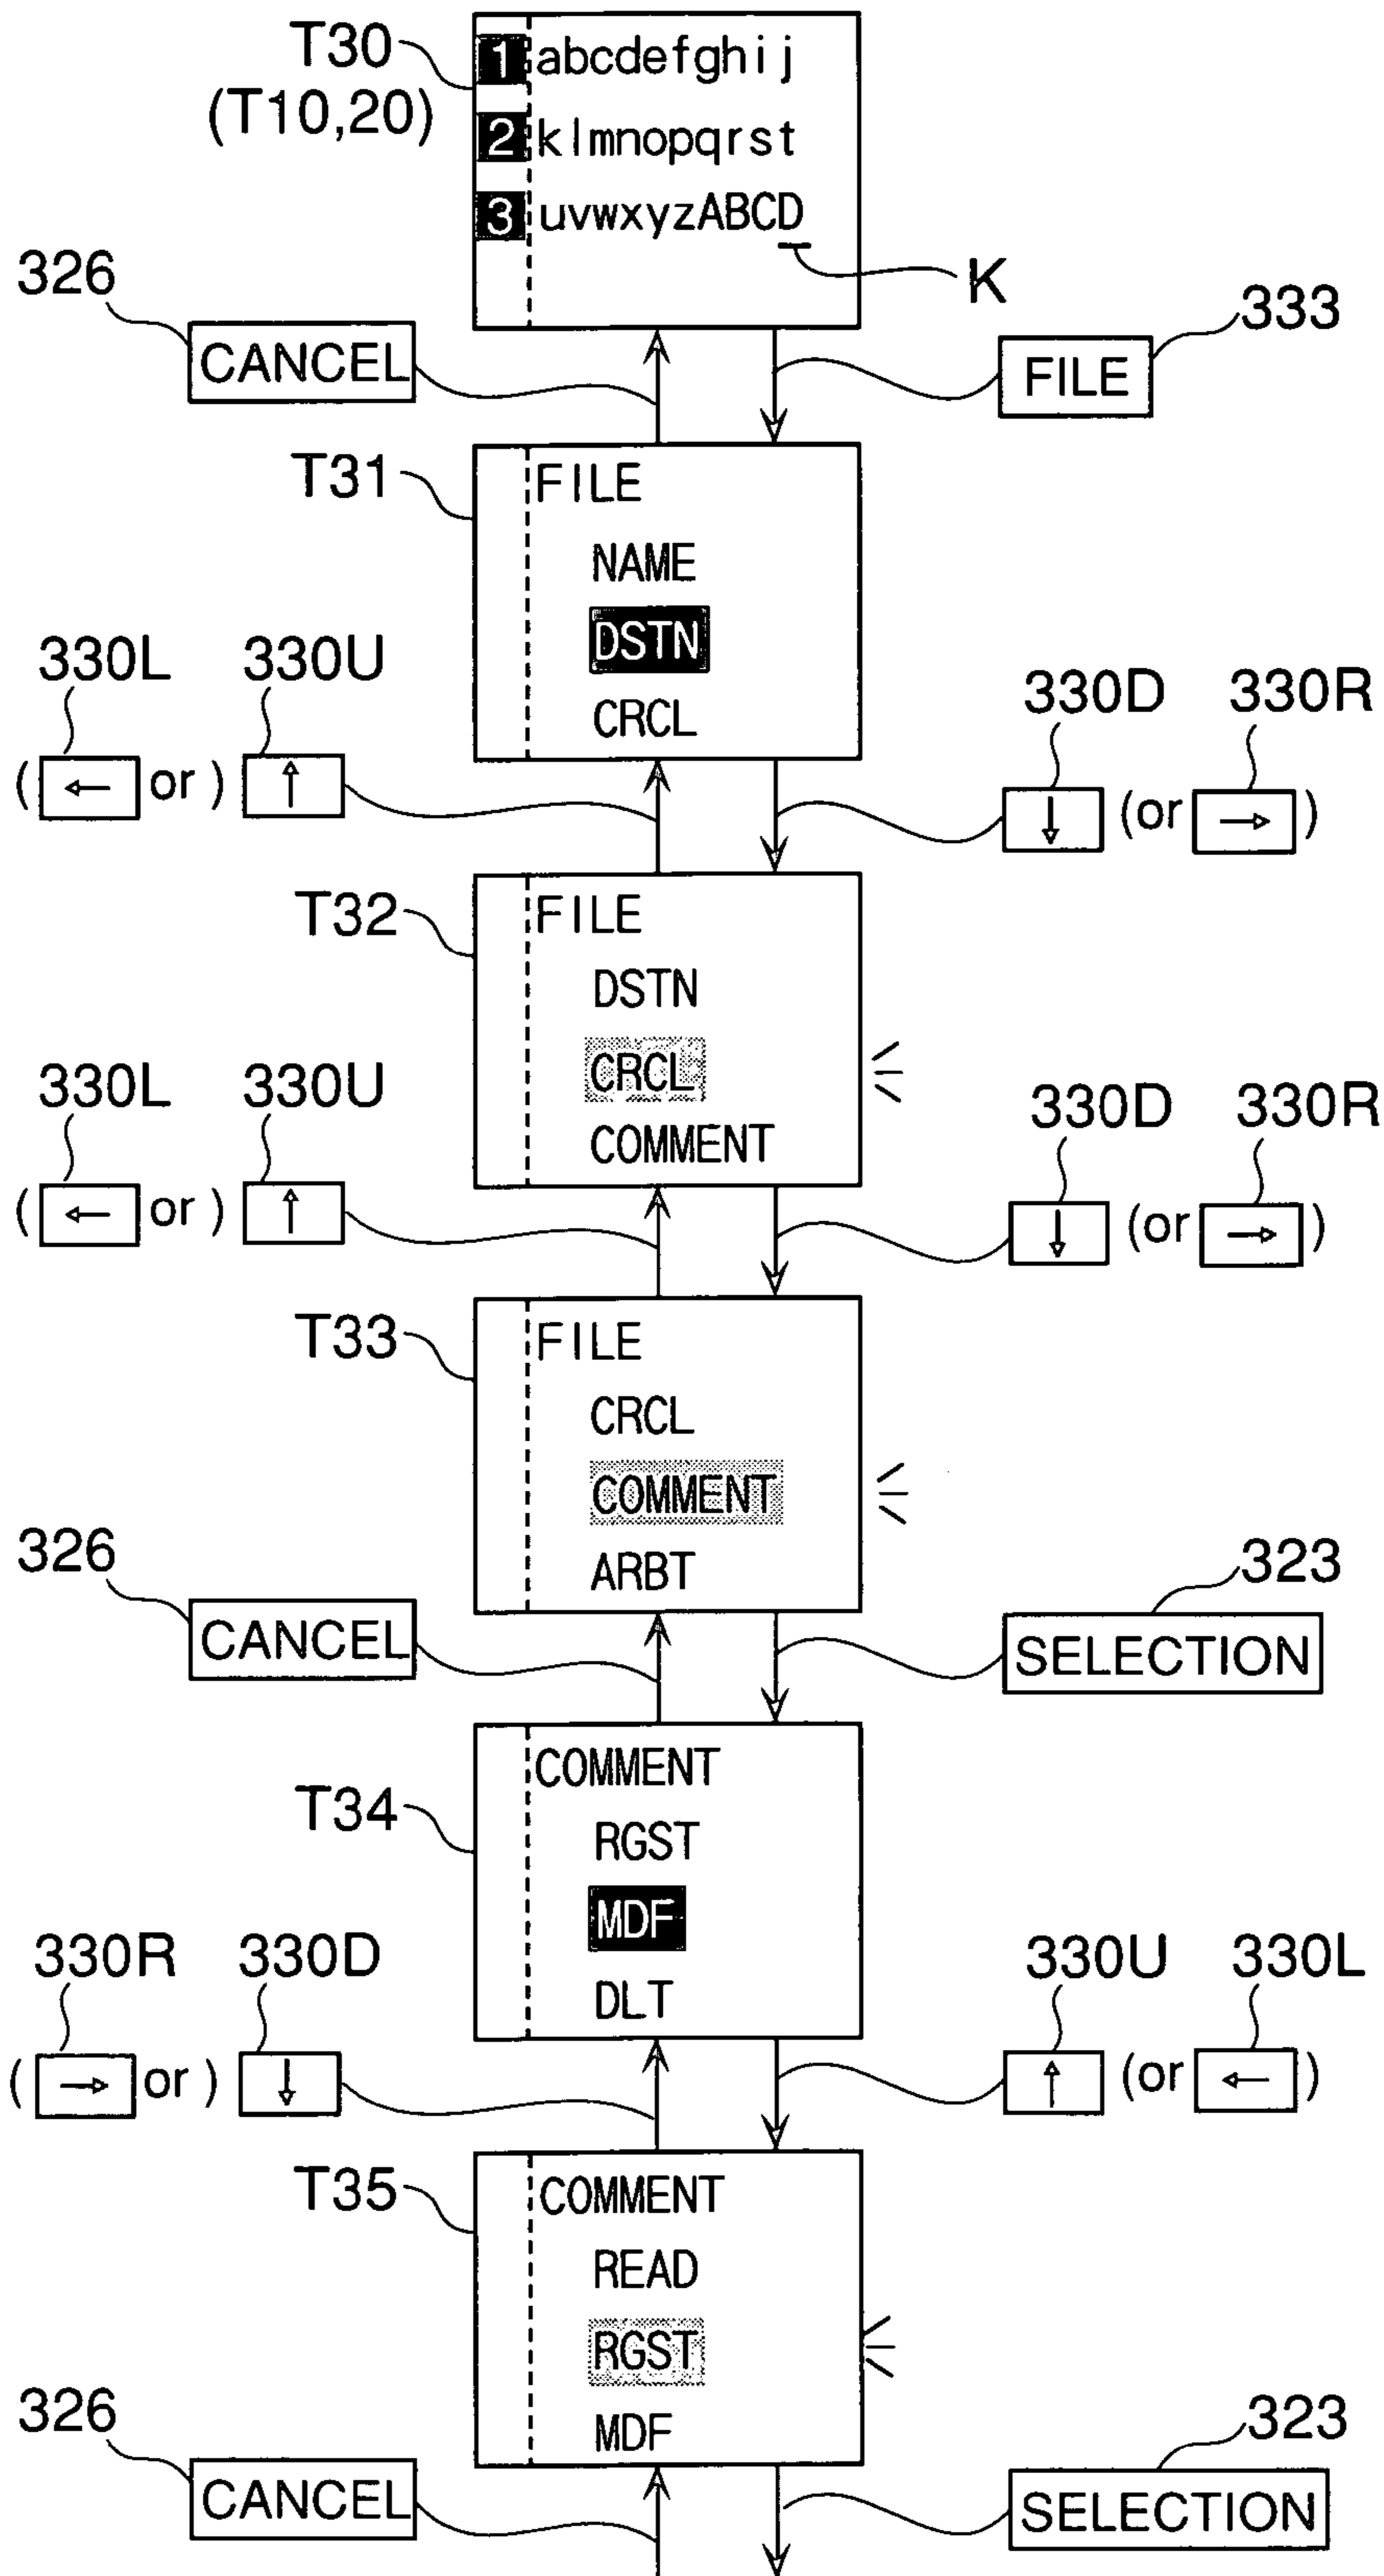 T30
(T10,20)
1 abcdefghij
2 klmnopqrst
3 uvwxyzABCD
K
326
CANCEL
333
FILE
T31
FILE
NAME
DSTN
CRCL
330L 330U
(← or) ↑
330D 330R
↓ (or →)
T32
FILE
DSTN
CRCL
COMMENT
330L 330U
(← or) ↑
330D 330R
↓ (or →)
T33
FILE
CRCL
COMMENT
ARBT
326
CANCEL
323
SELECTION
T34
COMMENT
RGST
MDF
DLT
330R 330D
(→ or) ↓
330U 330L
↑ (or ←)
T35
COMMENT
READ
RGST
MDF
326
CANCEL
323
SELECTION